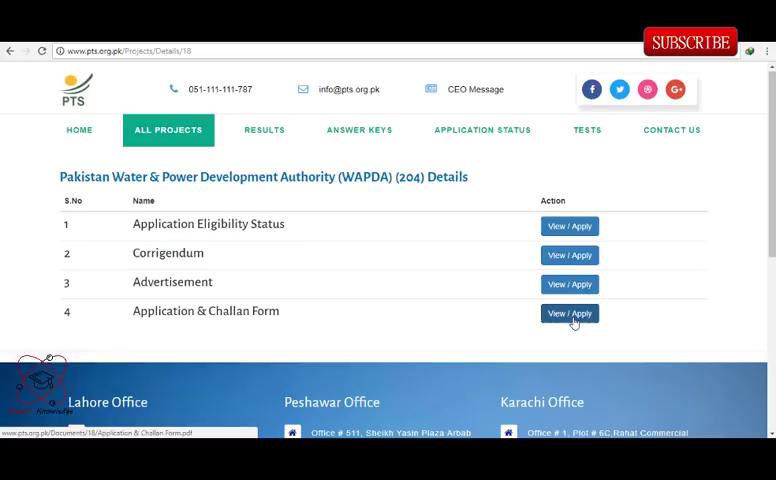 SUBSCRIBE
www.pts.org.pk/Projects/Details/18
PTS
051-111-111-787
info@pts.org.pk
CEO Message
HOME
ALL PROJECTS
RESULTS
ANSWER KEYS
APPLICATION STATUS
TESTS
CONTACT US
Pakistan Water & Power Development Authority (WAPDA) (204) Details
S.No Name Action
1 Application Eligibility Status View / Apply
2 Corrigendum View / Apply
3 Advertisement View / Apply
4 Application & Challan Form View / Apply
Lahore Office
Peshawar Office
Karachi Office
Knowledge
Office # 511, Sheikh Yasin Plaza Arbab
Office # 1, Plot # 6C,Rahat Commercial
www.pts.org.pk/Documents/18/Application & Challan Form.pdf